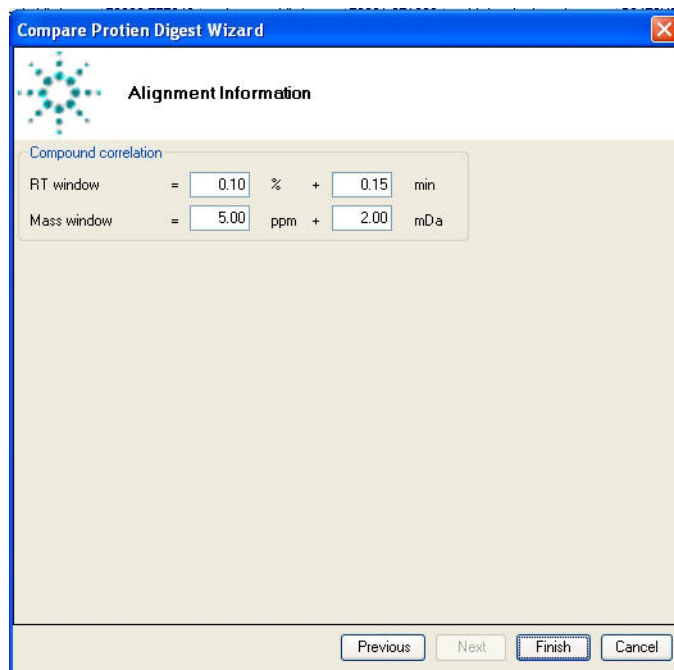 Compare Protien Digest Wizard
Alignment Information
Compound correlation
RT window = 0.10 % + 0.15 min
Mass window = 5.00 ppm + 2.00 mDa
Previous Next Finish Cancel